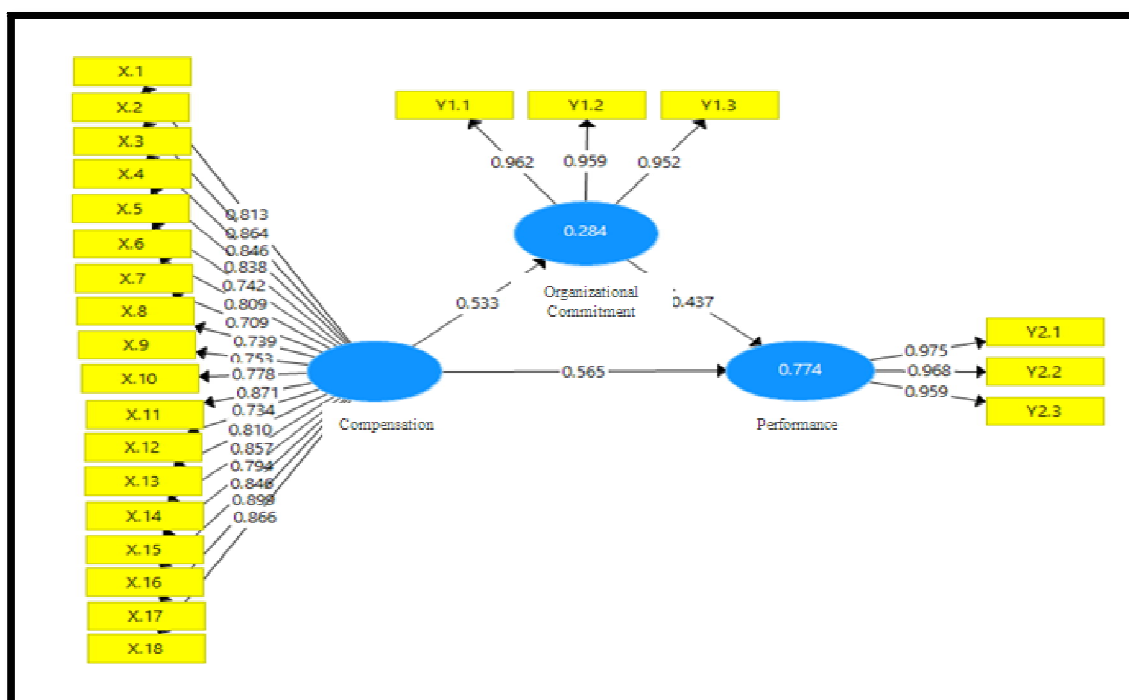 X.1
X.2
X.3
X.4
X.5
X.6
X.7
X.8
X.9
X.10
X.11
X.12
X.13
X.14
X.15
X.16
X.17
X.18
0.813
0.864
0.846
0.838
0.742
0.809
0.709
0.739
0.753
0.778
0.871
0.734
0.810
0.857
0.794
0.846
0.899
0.866
Compensation
Y1.1
Y1.2
Y1.3
0.962
0.959
0.952
0.284
Organizational
Commitment
0.533
0.437
0.565
0.774
Performance
0.975
0.968
0.959
Y2.1
Y2.2
Y2.3